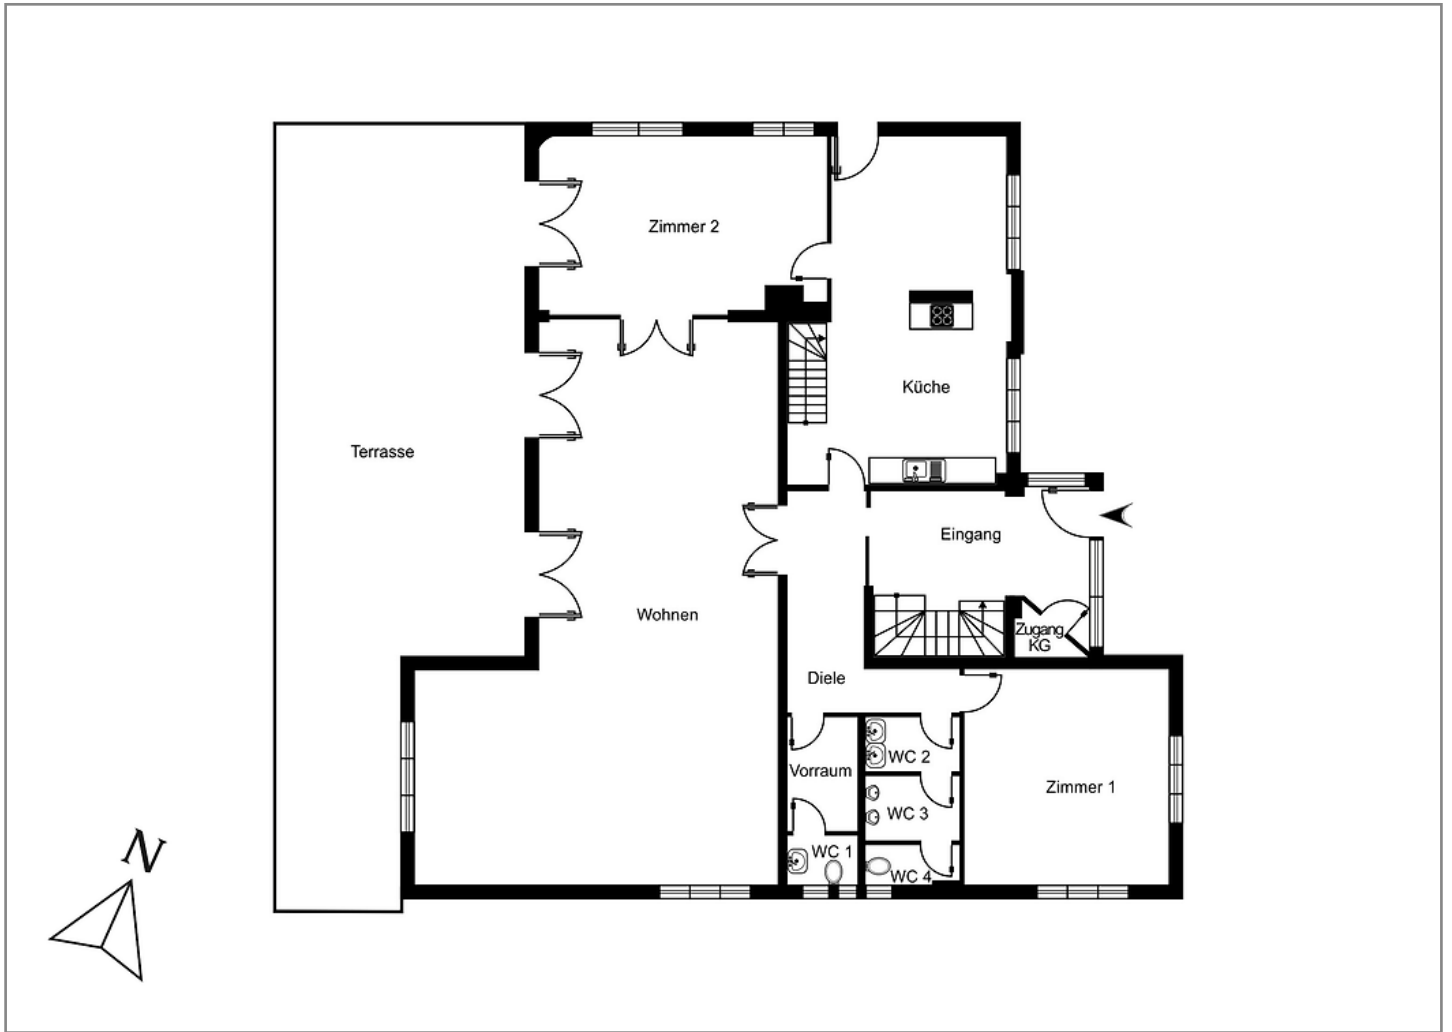 Zimmer 2
Küche
Terrasse
Eingang
Wohnen
Zugang
KG
Diele
WC 2
Vorraum
Zimmer 1
WC 3
WC 1
WC 4
N